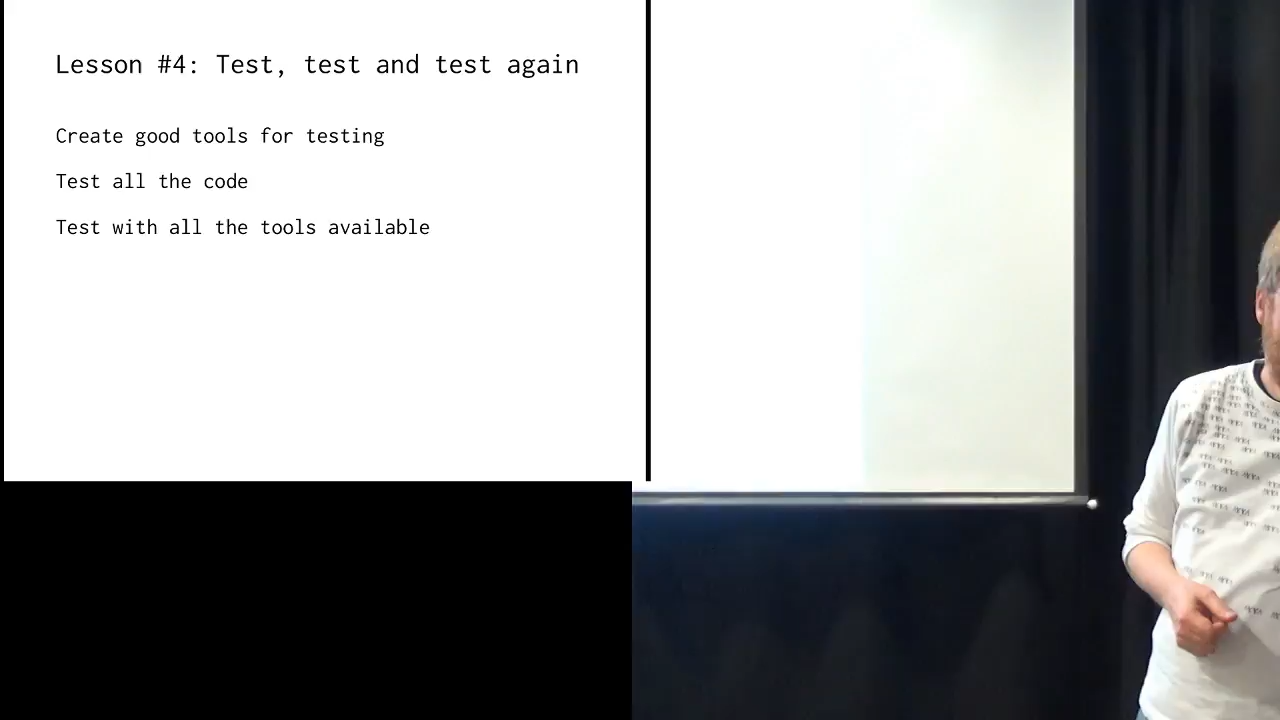 Lesson #4: Test, test and test again
Create good tools for testing
Test all the code
Test with all the tools available